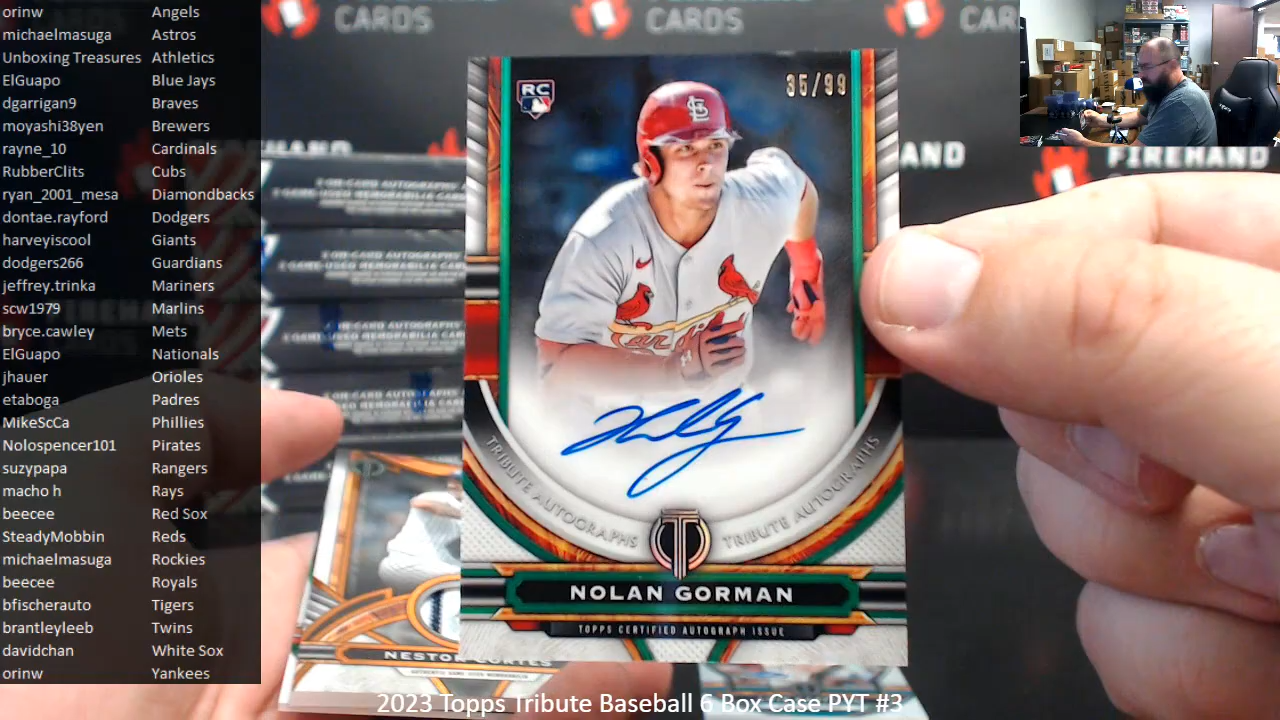 orinw Angels
michaelmasuga Astros
Unboxing Treasures Athletics
ElGuapo Blue Jays
dgarrigan9 Braves
moyashi38yen Brewers
rayne_10 Cardinals
RubberClits Cubs
ryan_2001_mesa Diamondbacks
dontae.rayford Dodgers
harveyiscool Giants
dodgers266 Guardians
jeffrey.trinka Mariners
scw1979 Marlins
bryce.cawley Mets
ElGuapo Nationals
jhauer Orioles
etaboga Padres
MikeScCa Phillies
Nolospencer101 Pirates
suzypapa Rangers
macho h Rays
beecee Red Sox
SteadyMobbin Reds
michaelmasuga Rockies
beecee Royals
bfischerauto Tigers
brantleyleeb Twins
davidchan White Sox
orinw Yankees
CARDS
CARDS
FIREHAND
RC
35/99
Cardinals
TRIBUTE AUTOGRAPHS TRIBUTE AUTOGRAPHS
NOLAN GORMAN
TOPPS CERTIFIED AUTOGRAPH ISSUE
NESTOR CORTES
2023 Topps Tribute Baseball 6 Box Case PYT #3